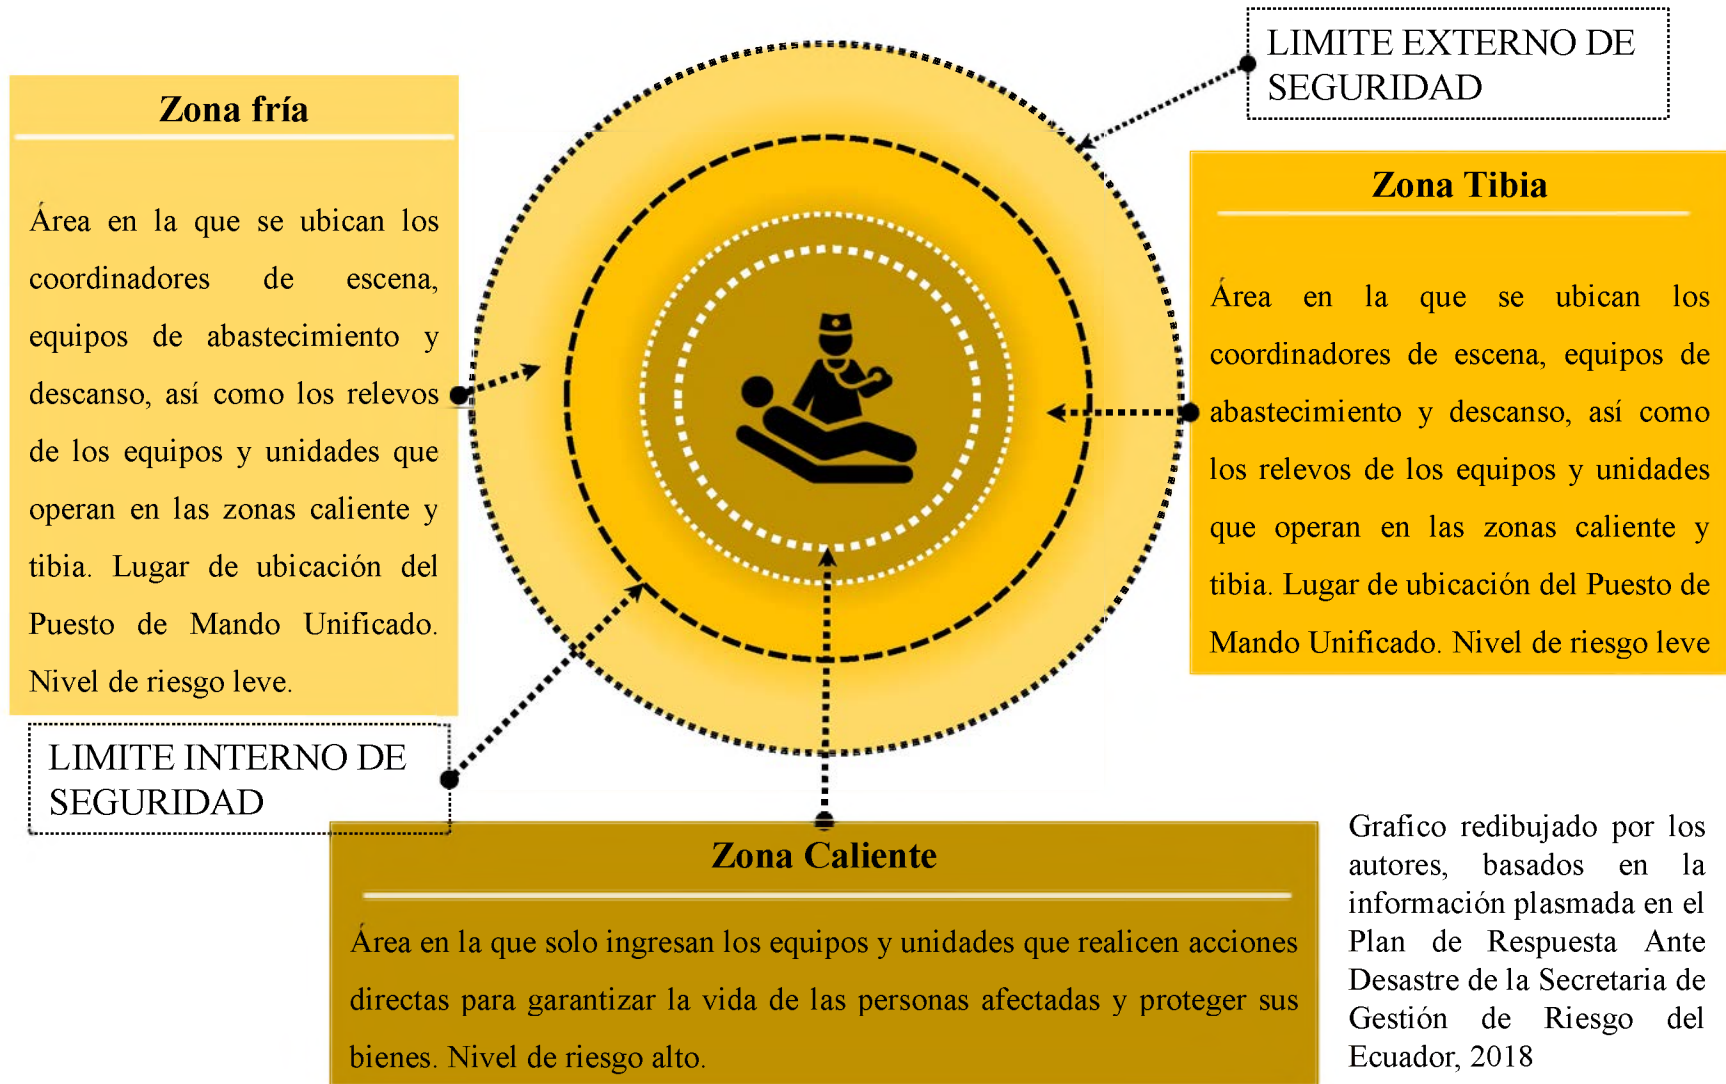 LIMITE EXTERNO DE
SEGURIDAD
Zona fría
Área en la que se ubican los
coordinadores de escena,
equipos de abastecimiento y
descanso, así como los relevos
de los equipos y unidades que
operan en las zonas caliente y
tibia. Lugar de ubicación del
Puesto de Mando Unificado.
Nivel de riesgo leve.
Zona Tibia
Área en la que se ubican los
coordinadores de escena, equipos de
abastecimiento y descanso, así como
los relevos de los equipos y unidades
que operan en las zonas caliente y
tibia. Lugar de ubicación del Puesto de
Mando Unificado. Nivel de riesgo leve
LIMITE INTERNO DE
SEGURIDAD
Zona Caliente
Área en la que solo ingresan los equipos y unidades que realicen acciones
directas para garantizar la vida de las personas afectadas y proteger sus
bienes. Nivel de riesgo alto.
Grafico redibujado por los
autores, basados en la
información plasmada en el
Plan de Respuesta Ante
Desastre de la Secretaria de
Gestión de Riesgo del
Ecuador, 2018